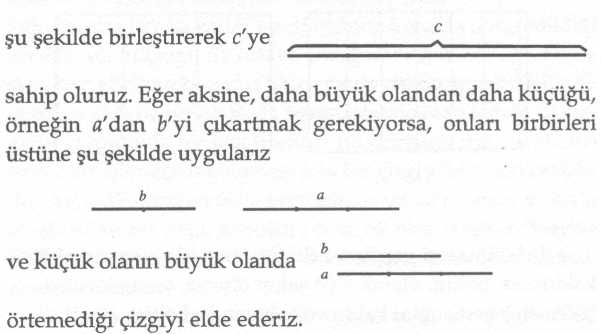 c
şu şekilde birleştirerek c'ye
sahip oluruz. Eğer aksine, daha büyük olandan daha küçüğü,
örneğin a'dan b'yi çıkartmak gerekiyorsa, onları birbirleri
üstüne şu şekilde uygularız
b a
ve küçük olanın büyük olanda b
a
örtemediği çizgiyi elde ederiz.